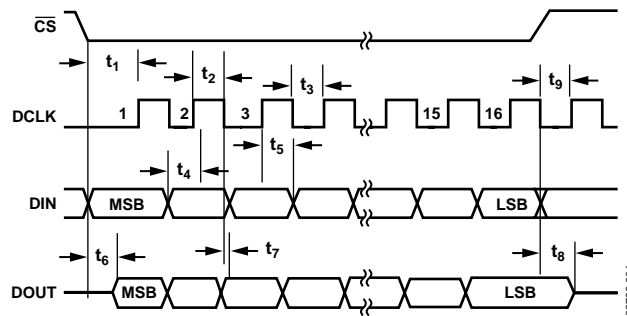 CS
t1 t2 t3 t9
DCLK 1 2 3 15 16
t4 t5
DIN MSB LSB
t6 t7 t8
DOUT MSB LSB